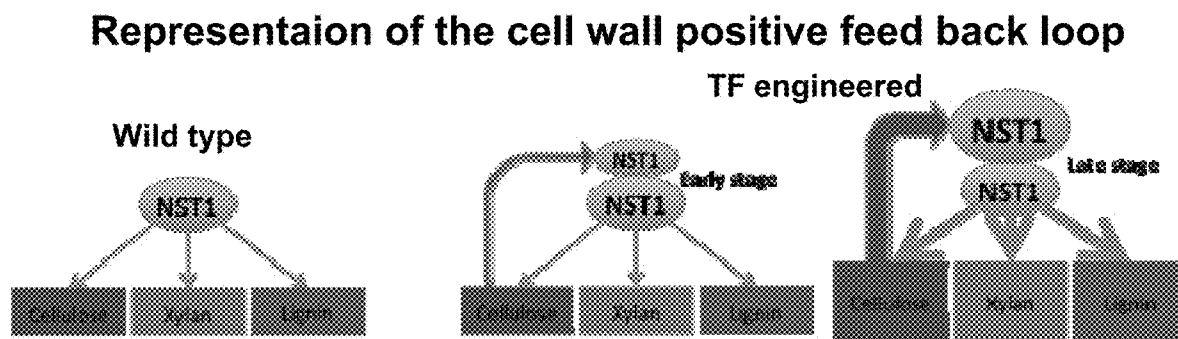 Representaion of the cell wall positive feed back loop
TF engineered
Wild type
NST1
Cellulose Xylan Lignin
NST1
Early stage
NST1
Cellulose Xylan Lignin
NST1
Late stage
NST1
Cellulose Xylan Lignin